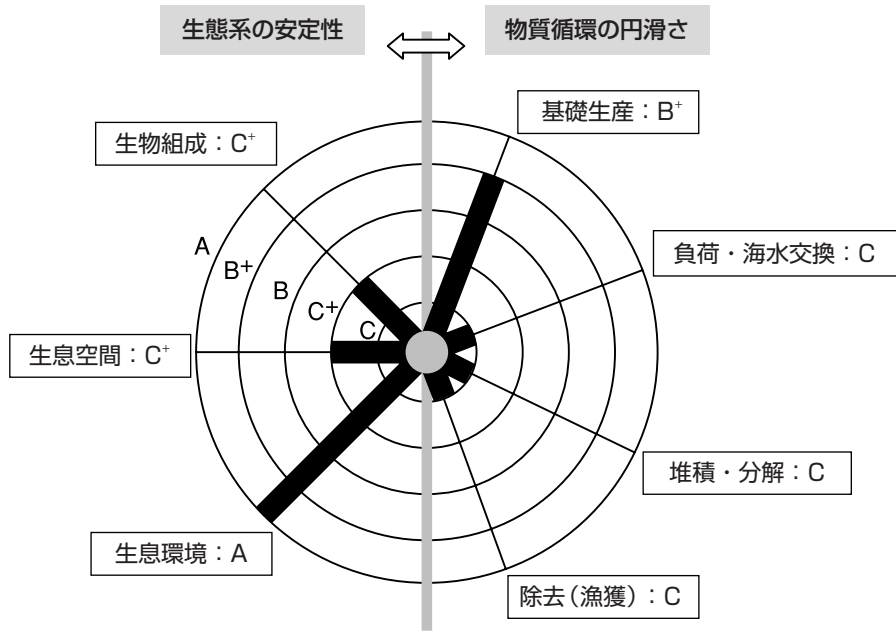 生態系の安定性
物質循環の円滑さ
基礎生産：B⁺
生物組成：C⁺
負荷・海水交換：C
A
B+
B
C+
C
生息空間：C⁺
堆積・分解：C
生息環境：A
除去（漁獲）：C